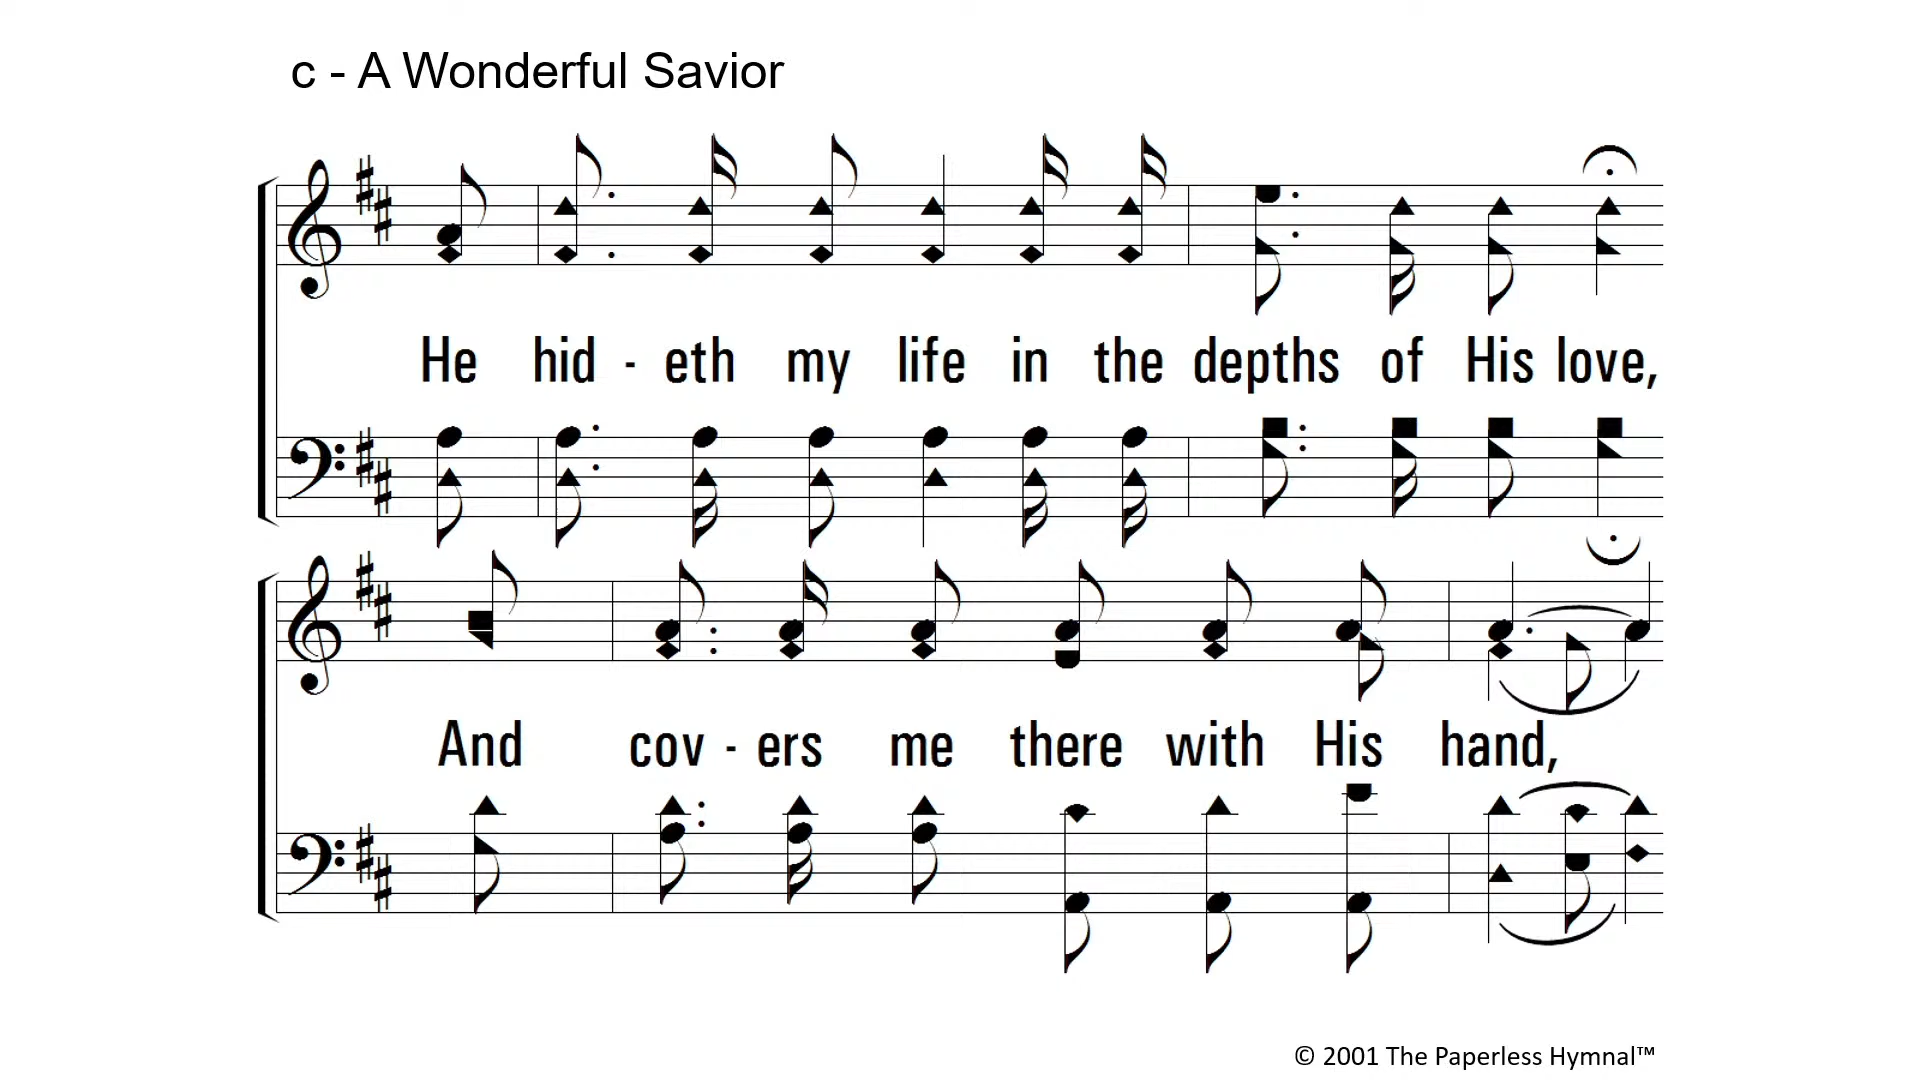 c - A Wonderful Savior
He hid - eth my life in the depths of His love,
And cov - ers me there with His hand,
© 2001 The Paperless Hymnal™